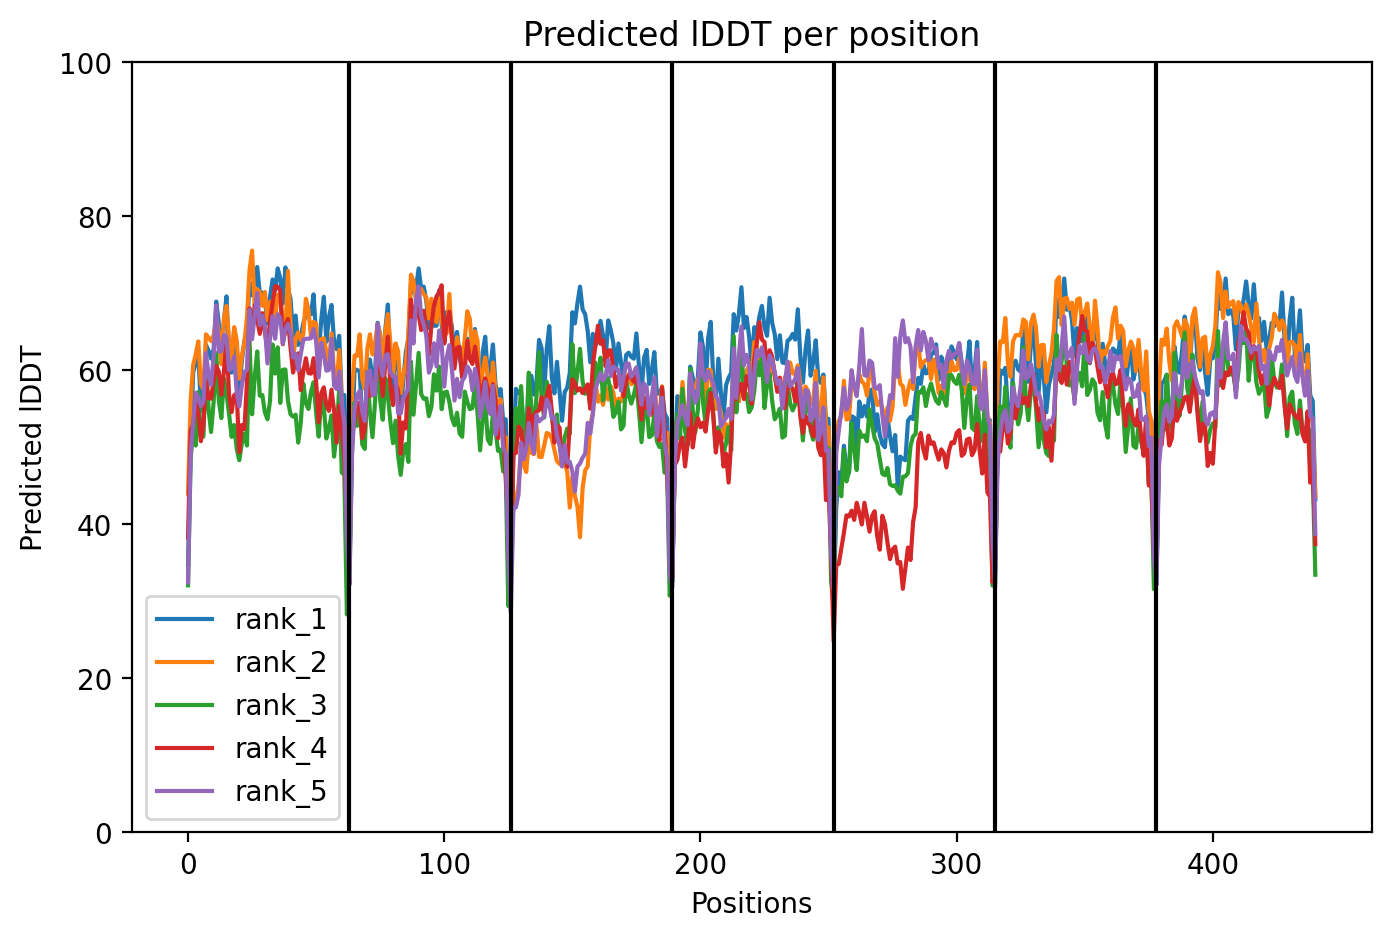 Predicted lDDT per position
100
80
60
40
20
0
Predicted lDDT
rank_1
rank_2
rank_3
rank_4
rank_5
0 100 200 300 400
Positions